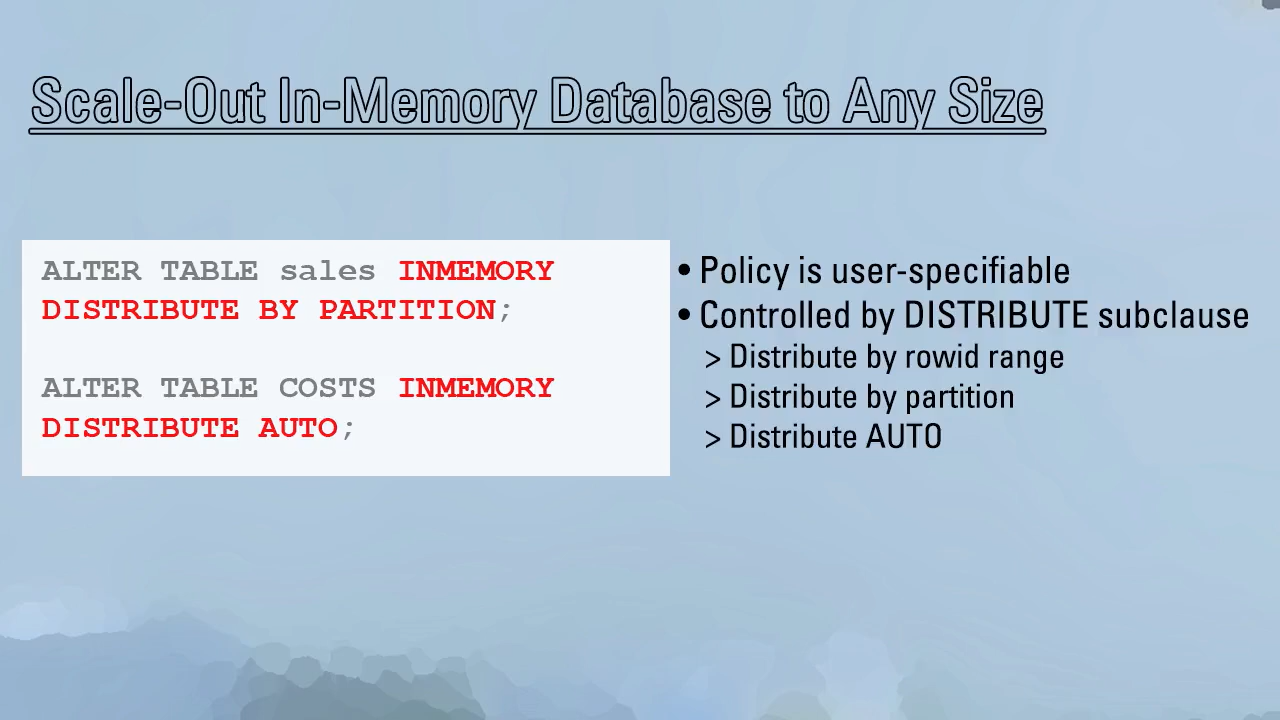 Scale-Out In-Memory Database to Any Size
ALTER TABLE sales INMEMORY
DISTRIBUTE BY PARTITION;
ALTER TABLE COSTS INMEMORY
DISTRIBUTE AUTO;
• Policy is user-specifiable
• Controlled by DISTRIBUTE subclause
> Distribute by rowid range
> Distribute by partition
> Distribute AUTO